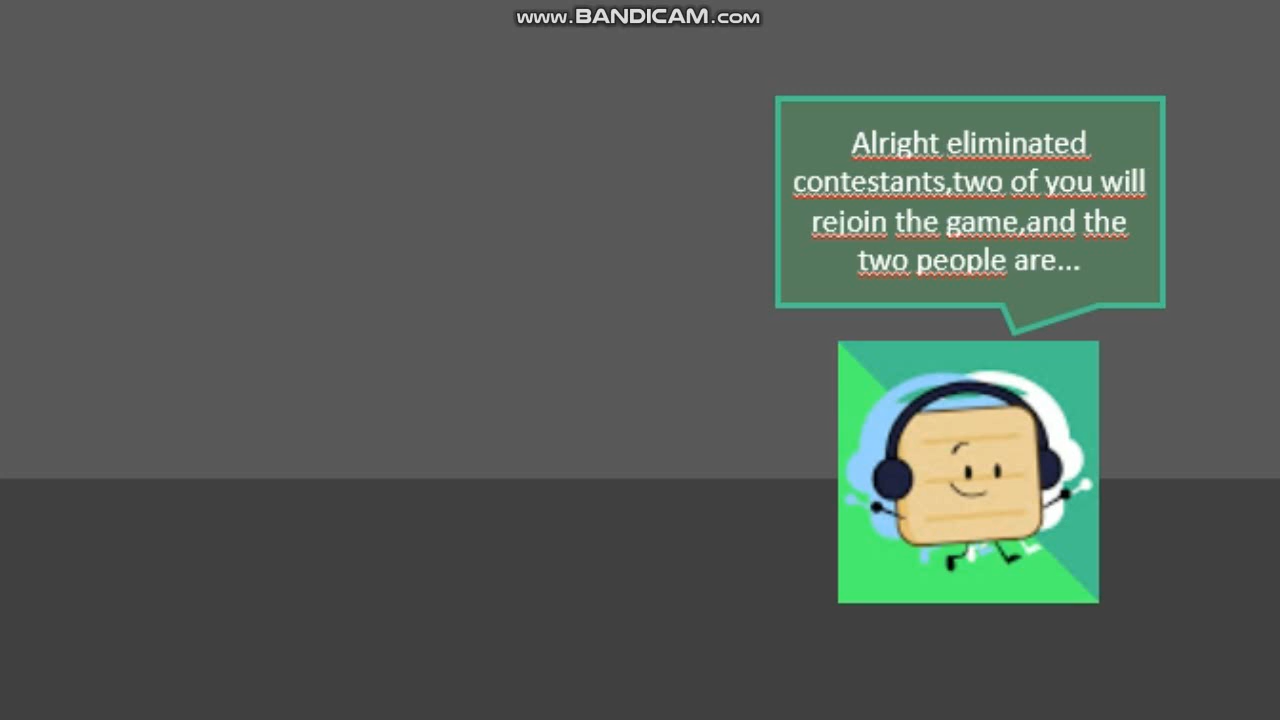 www.BANDICAM.com
Alright eliminated
contestants,two of you will
rejoin the game,and the
two people are...